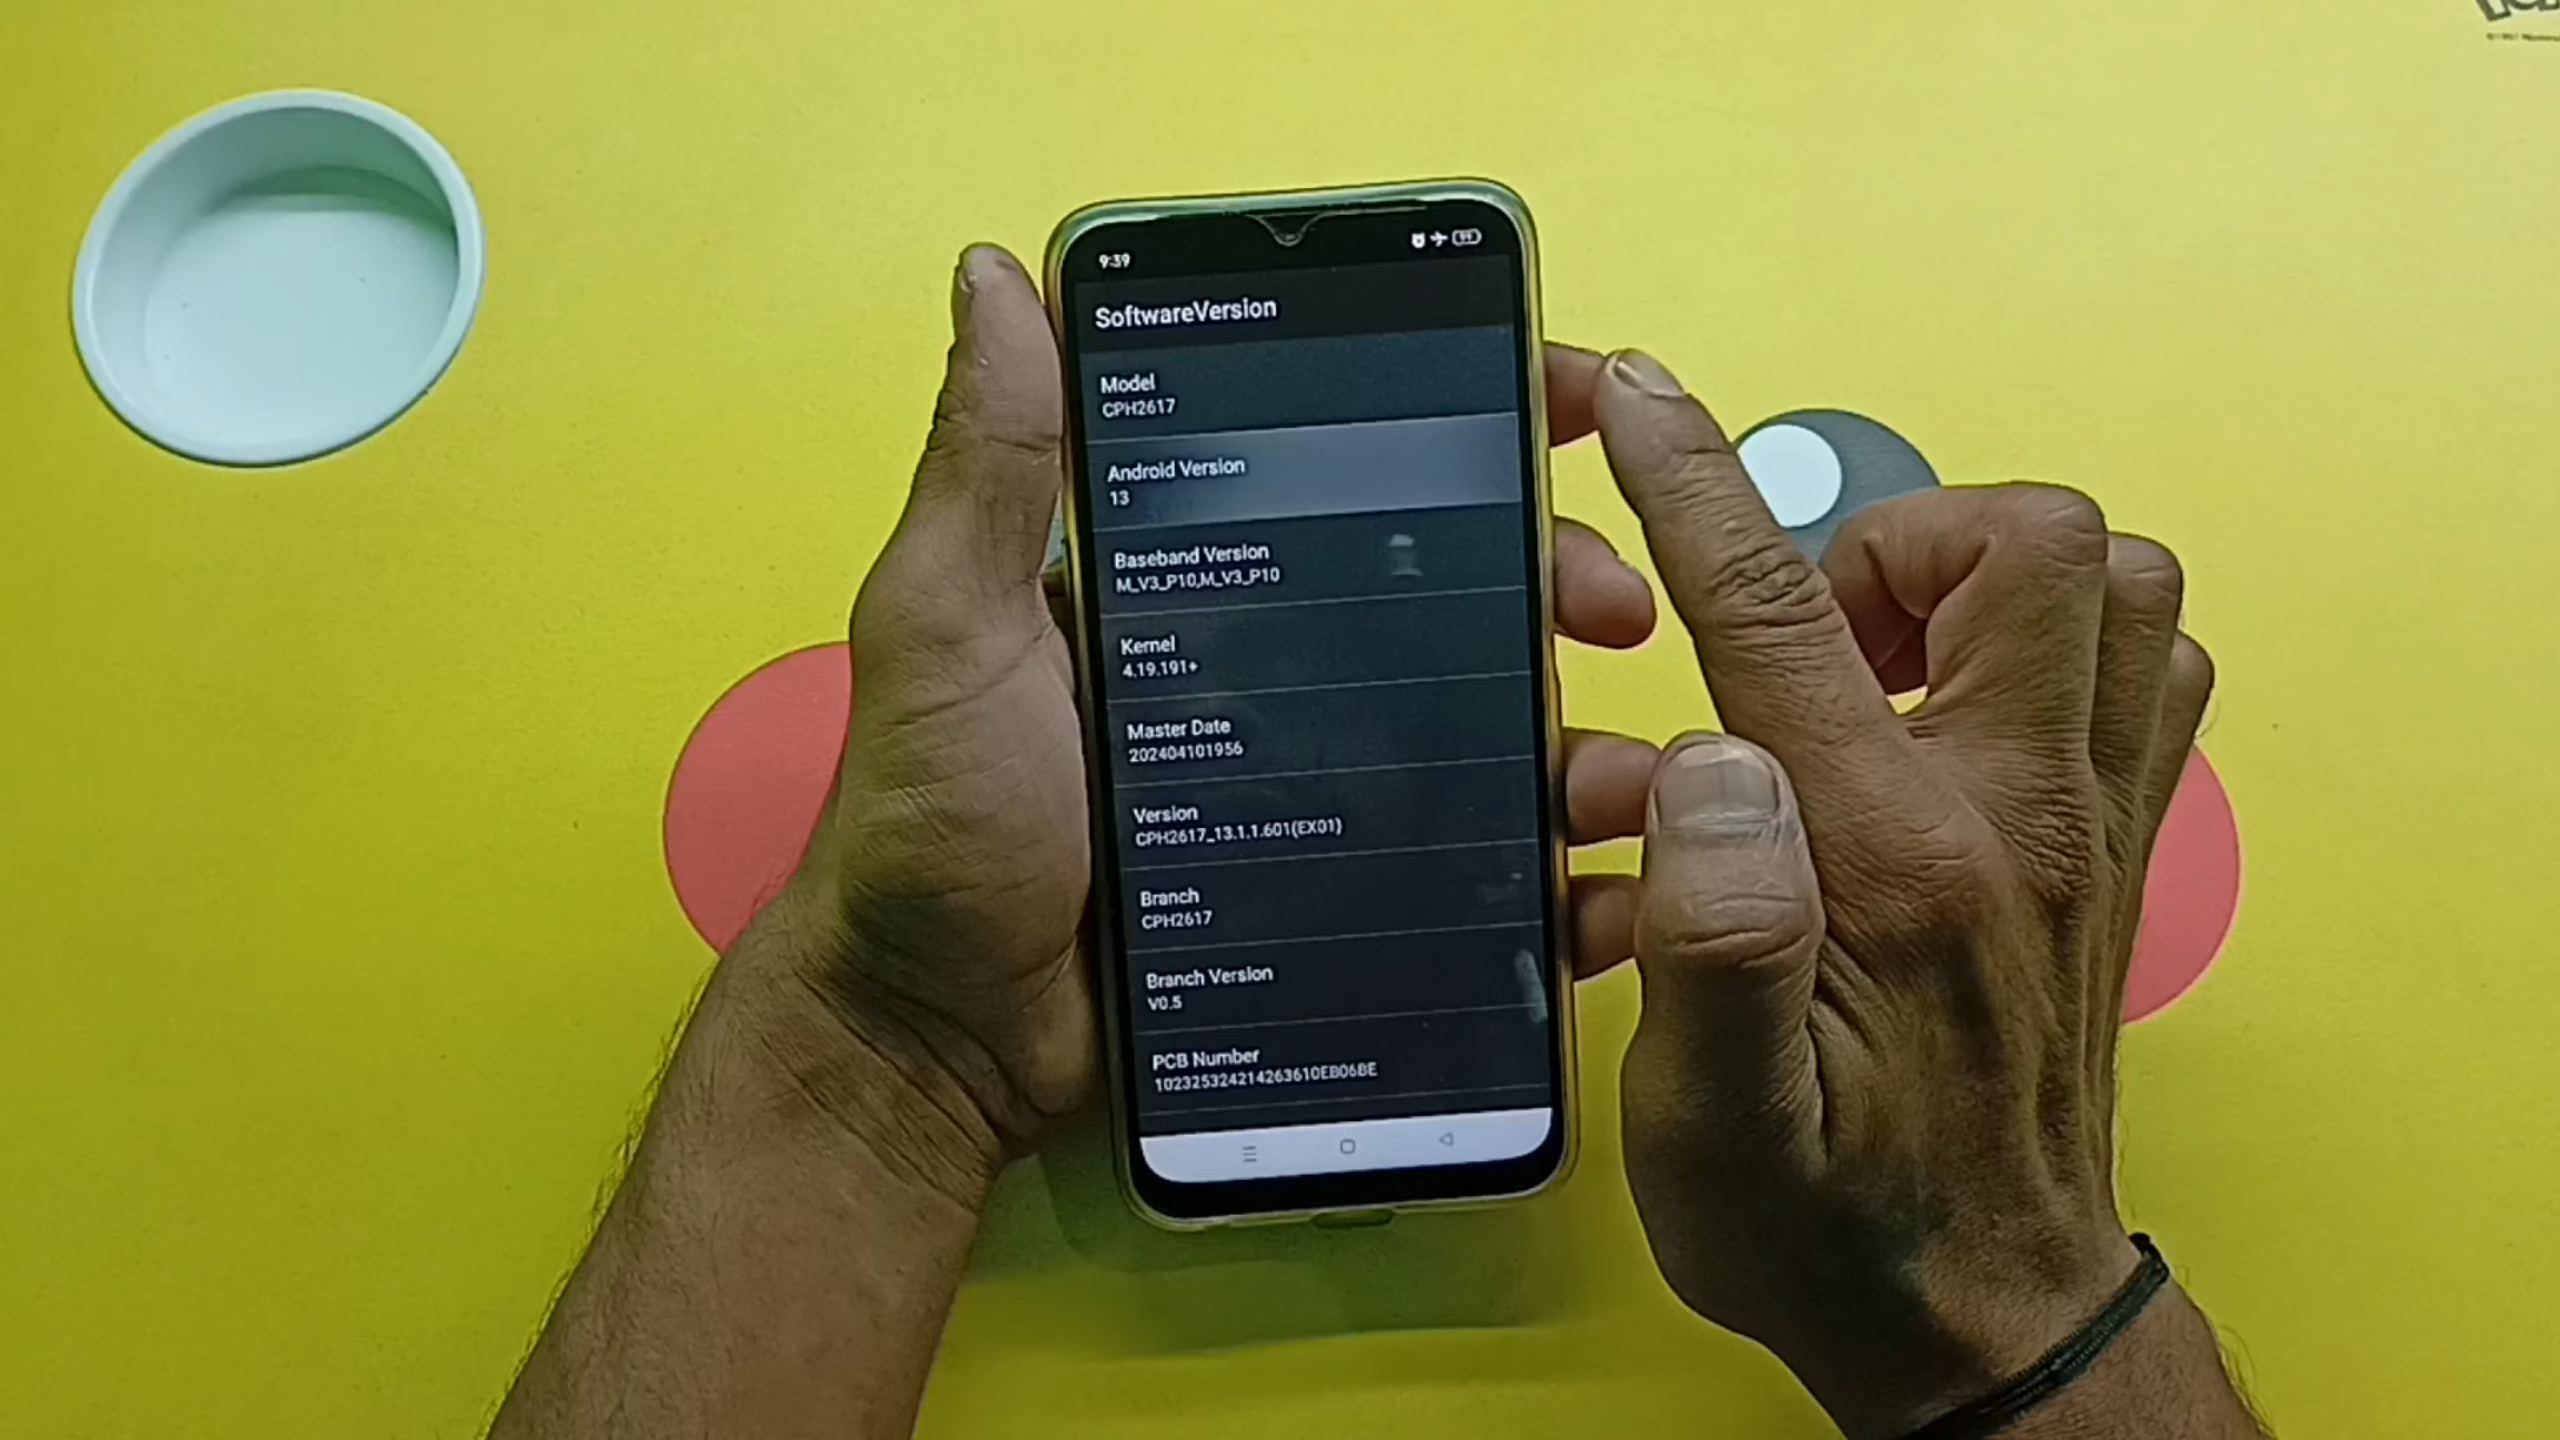 9:39
99
SoftwareVersion
Model
CPH2617
Android Version
13
Baseband Version
M_V3_P10,M_V3_P10
Kernel
4.19.191+
Master Date
202404101956
Version
CPH2617_13.1.1.601(EX01)
Branch
CPH2617
Branch Version
V0.5
PCB Number
102325324214263610EB06BE